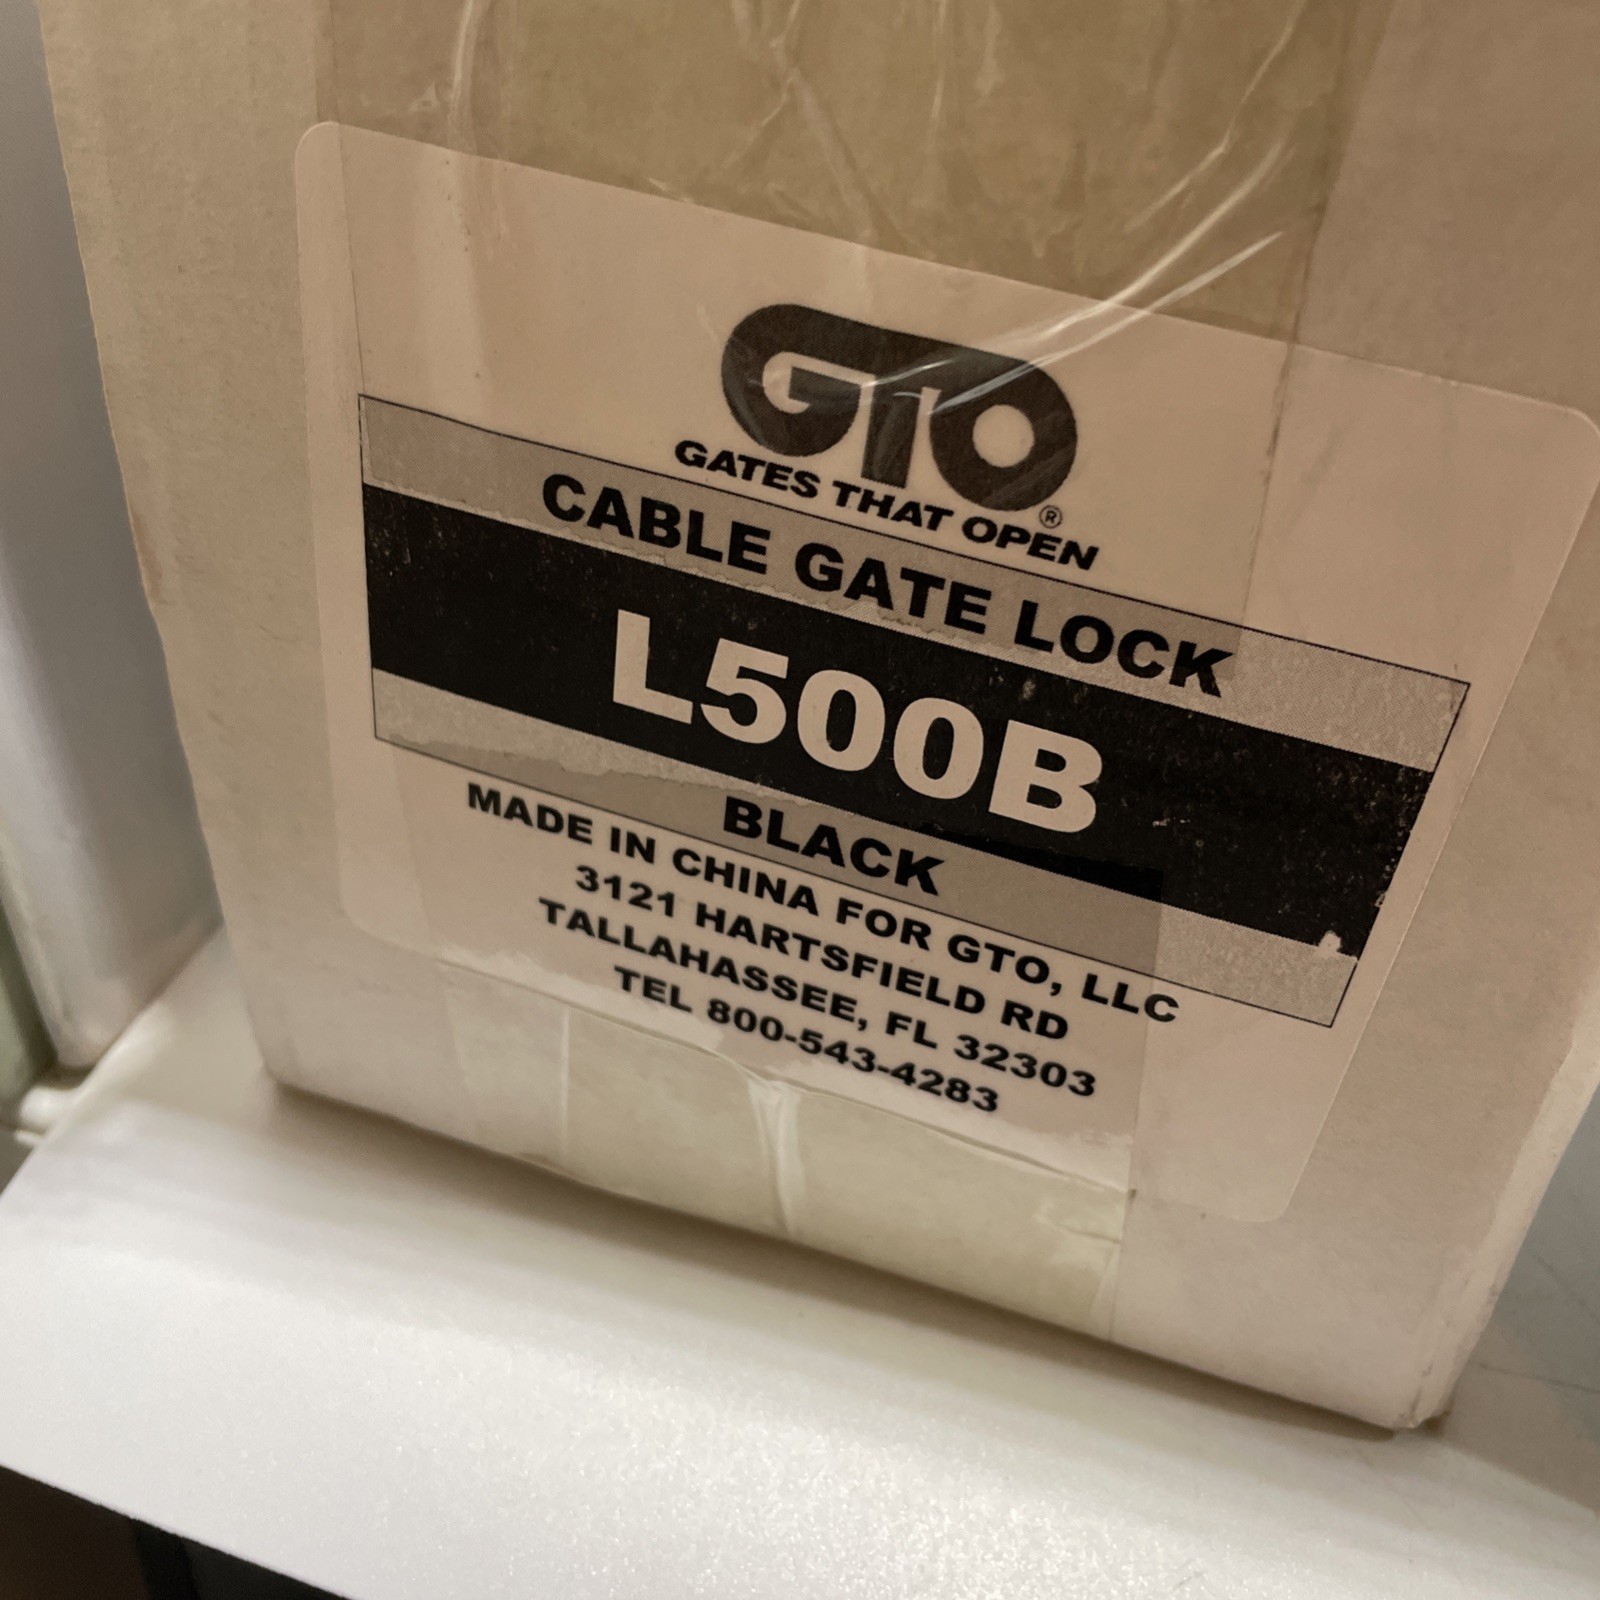 GTO
GATES THAT OPEN®
CABLE GATE LOCK
L500B
BLACK
MADE IN CHINA FOR GTO, LLC
3121 HARTSFIELD RD
TALLAHASSEE, FL 32303
TEL 800-543-4283